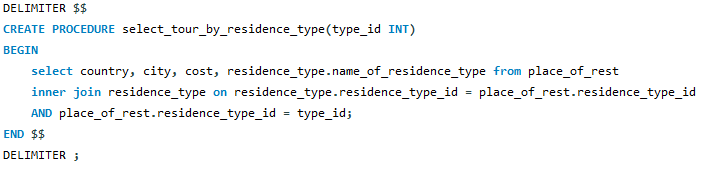 DELIMITER $$
CREATE PROCEDURE select_tour_by_residence_type(type_id INT)
BEGIN
    select country, city, cost, residence_type.name_of_residence_type from place_of_rest
    inner join residence_type on residence_type.residence_type_id = place_of_rest.residence_type_id
    AND place_of_rest.residence_type_id = type_id;
END $$
DELIMITER ;